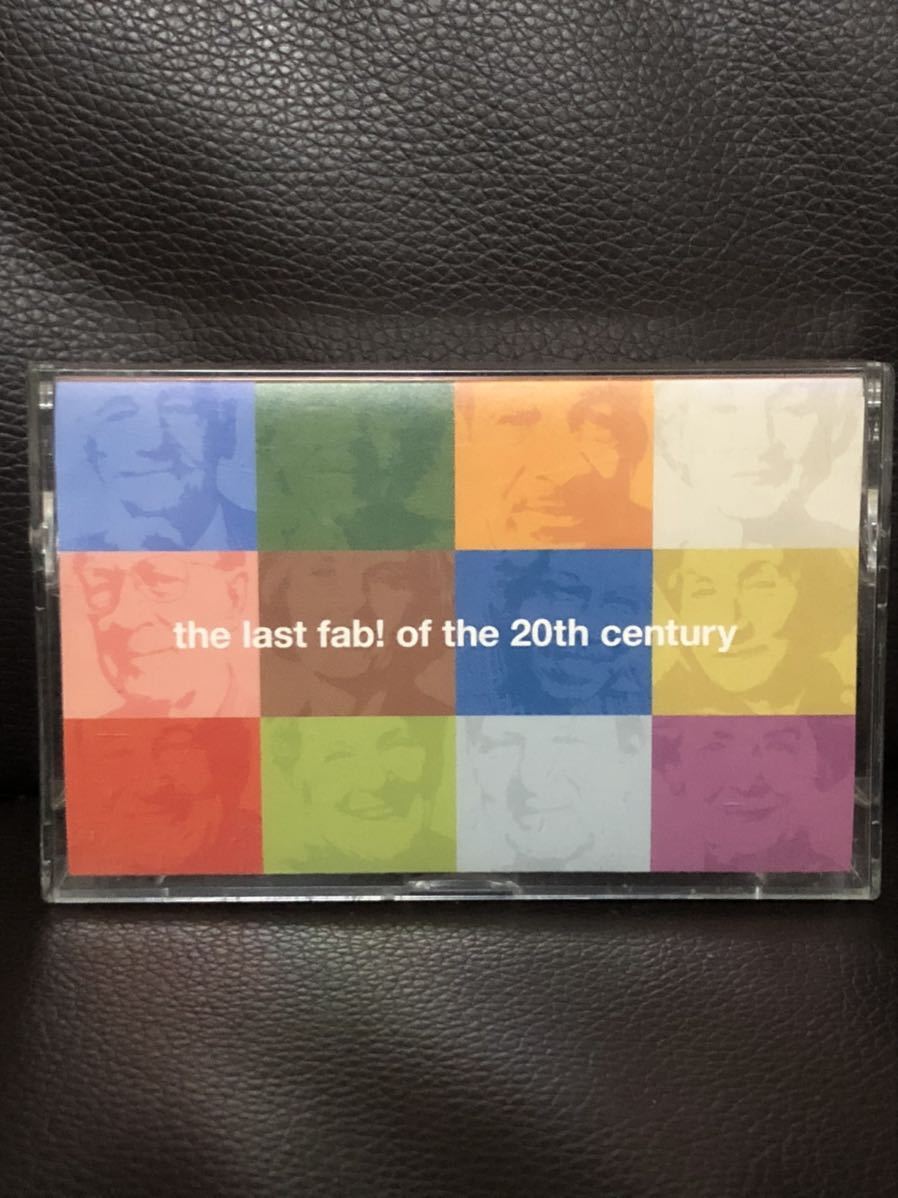 the last fab! of the 20th century